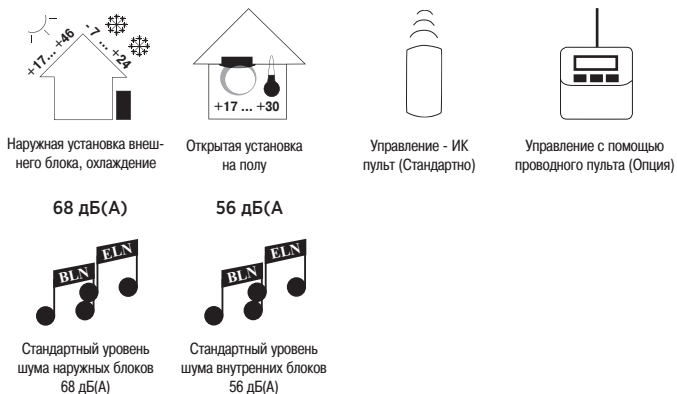 +17... +46
- 7 ... +24
+17 ... +30
Наружная установка внеш-
него блока, охлаждение
Открытая установка
на полу
Управление - ИК
пульт (Стандартно)
Управление с помощью
проводного пульта (Опция)
68 дБ(А)
56 дБ(А
BLN
ELN
BLN
ELN
Стандартный уровень
шума наружных блоков
68 дБ(А)
Стандартный уровень
шума внутренних блоков
56 дБ(А)